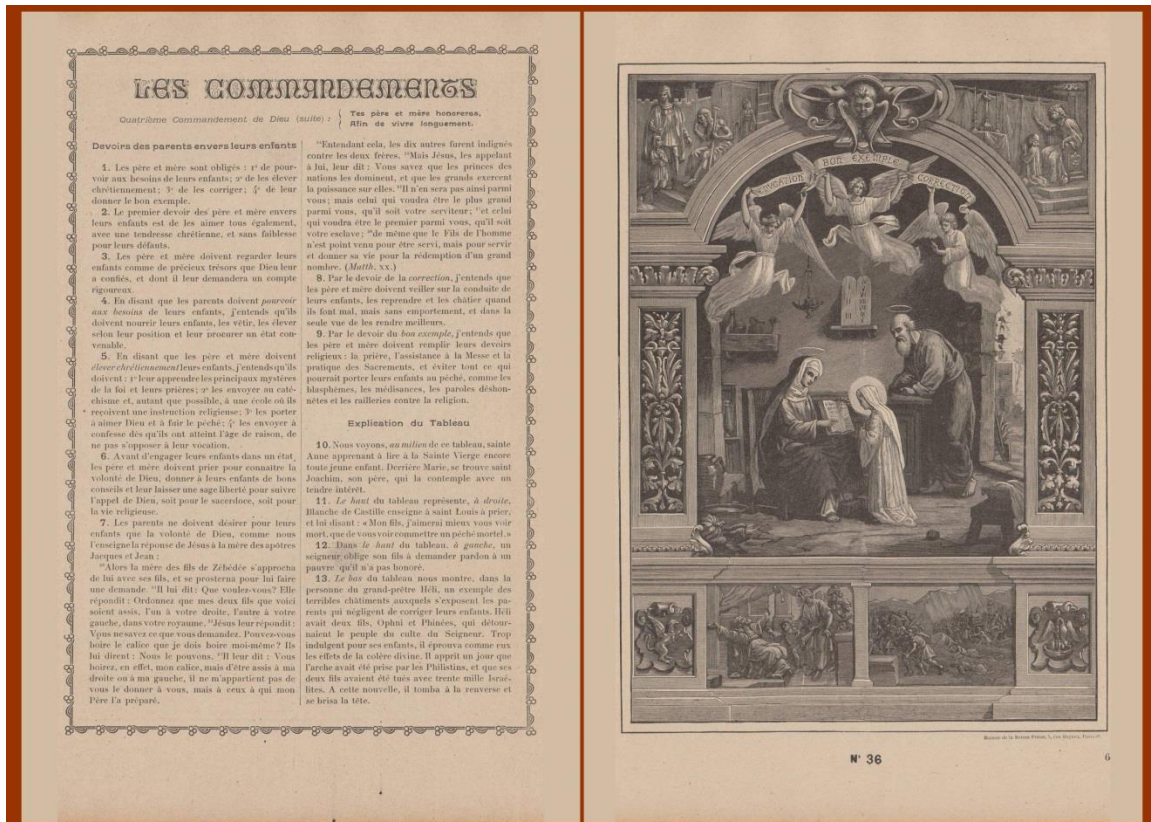 LES COMMANDEMENTS
Quatrième Commandement de Dieu (suite) :
Tes père et mère honoreras,
Afin de vivre longuement.
Devoirs des parents envers leurs enfants
1. Les père et mère sont obligés : 1º de pour-
voir aux besoins de leurs enfants; 2º de les élever
chrétiennement; 3º de les corriger; 4º de leur
donner le bon exemple.
2. Le premier devoir des père et mère envers
leurs enfants est de les aimer tous également,
avec une tendresse chrétienne, et sans faiblesse
pour leurs défauts.
3. Les père et mère doivent regarder leurs
enfants comme de précieux trésors que Dieu leur
a confiés, et dont il leur demandera un compte
rigoureux.
4. En disant que les parents doivent pourvoir
aux besoins de leurs enfants, j'entends qu'ils
doivent nourrir leurs enfants, les vêtir, les élever
selon leur position et leur procurer un état con-
venable.
5. En disant que les père et mère doivent
élever chrétiennement leurs enfants, j'entends qu'ils
doivent : 1º leur apprendre les principaux mystères
de la foi et leurs prières; 2º les envoyer au caté-
chisme et, autant que possible, à une école où ils
reçoivent une instruction religieuse; 3º les porter
à aimer Dieu et à fuir le péché; 4º les envoyer à
confesse dès qu'ils ont atteint l'âge de raison, de
ne pas s'opposer à leur vocation.
6. Avant d'engager leurs enfants dans un état,
les père et mère doivent prier pour connaître la
volonté de Dieu, donner à leurs enfants de bons
conseils et leur laisser une sage liberté pour suivre
l'appel de Dieu, soit pour le sacerdoce, soit pour
la vie religieuse.
7. Les parents ne doivent désirer pour leurs
enfants que la volonté de Dieu, comme nous
l'enseigne la réponse de Jésus à la mère des apôtres
Jacques et Jean :
"Alors la mère des fils de Zébédée s'approcha
de lui avec ses fils, et se prosterna pour lui faire
une demande. Il lui dit: Que voulez-vous? Elle
répondit : Ordonnez que mes deux fils que voici
soient assis, l'un à votre droite, l'autre à votre
gauche, dans votre royaume. Jésus leur répondit:
Vous ne savez ce que vous demandez. Pouvez-vous
boire le calice que je dois boire moi-même? Ils
lui dirent : Nous le pouvons. Il leur dit : Vous
boirez, en effet, mon calice, mais d'être assis à ma
droite ou à ma gauche, il ne m'appartient pas de
vous le donner à vous, mais à ceux à qui mon
Père l'a préparé.
Entendant cela, les dix autres furent indignés
contre les deux frères. Mais Jésus, les appelant
à lui, leur dit : Vous savez que les princes des
nations les dominent, et que les grands exercent
la puissance sur elles. Il n'en sera pas ainsi parmi
vous; mais celui qui voudra être le plus grand
parmi vous, qu'il soit votre serviteur; et celui
qui voudra être le premier parmi vous, qu'il soit
votre esclave; de même que le Fils de l'homme
n'est point venu pour être servi, mais pour servir
et donner sa vie pour la rédemption d'un grand
nombre. (Matth. xx.)
8. Par le devoir de la correction, j'entends que
les père et mère doivent veiller sur la conduite de
leurs enfants, les reprendre et les châtier quand
ils font mal, mais sans emportement, et dans la
seule vue de les rendre meilleurs.
9. Par le devoir du bon exemple, j'entends que
les père et mère doivent remplir leurs devoirs
religieux : la prière, l'assistance à la Messe et la
pratique des Sacrements, et éviter tout ce qui
pourrait porter leurs enfants au péché, comme les
blasphèmes, les médisances, les paroles déshon-
nêtes et les railleries contre la religion.
Explication du Tableau
10. Nous voyons, au milieu de ce tableau, sainte
Anne apprenant à lire à la Sainte Vierge encore
toute jeune enfant. Derrière Marie, se trouve saint
Joachim, son père, qui la contemple avec un
tendre intérêt.
11. Le haut du tableau représente, à droite,
Blanche de Castille enseigne à saint Louis à prier,
et lui disant : « Mon fils, j'aimerai mieux vous voir
mort, que de vous voir commettre un péché mortel. »
12. Dans le haut du tableau, à gauche, un
seigneur oblige son fils à demander pardon à un
pauvre qu'il n'a pas honoré.
13. Le bas du tableau nous montre, dans la
personne du grand-prêtre Héli, un exemple des
terribles châtiments auxquels s'exposent les pa-
rents qui négligent de corriger leurs enfants. Héli
avait deux fils, Ophni et Phinées, qui détour-
naient le peuple du culte du Seigneur. Trop
indulgent pour ses enfants, il éprouva comme eux
les effets de la colère divine. Il apprit un jour que
l'arche avait été prise par les Philistins, et que ses
deux fils avaient été tués avec trente mille Israé-
lites. A cette nouvelle, il tomba à la renverse et
se brisa la tête.
BON EXEMPLE
CORRECTION
Maison de la Bonne Presse, 5, rue Bayard, Paris
Nº 36
6